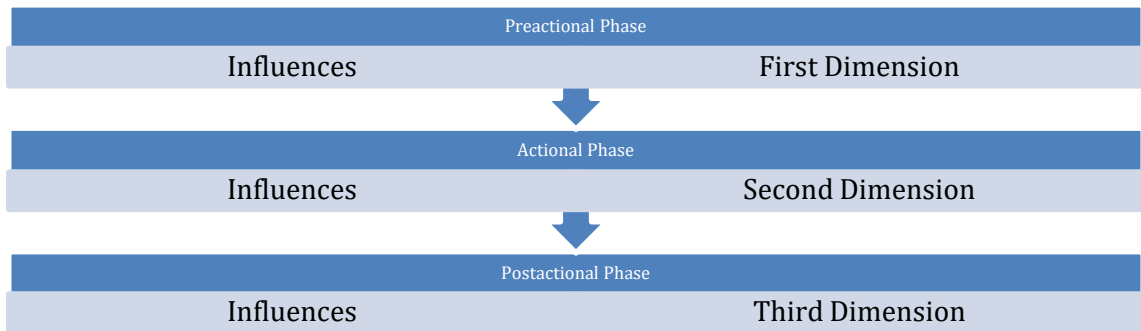 Preactional Phase
Influences First Dimension
Actional Phase
Influences Second Dimension
Postactional Phase
Influences Third Dimension